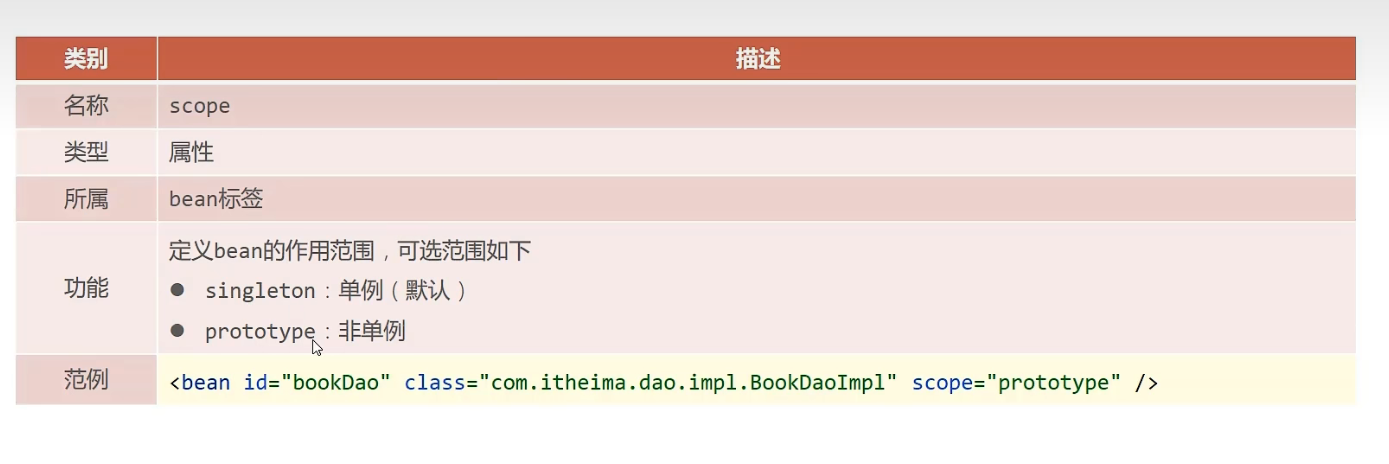 类别 描述
名称 scope
类型 属性
所属 bean标签
功能 定义bean的作用范围，可选范围如下
● singleton：单例（默认）
● prototype：非单例
范例 <bean id="bookDao" class="com.itheima.dao.impl.BookDaoImpl" scope="prototype" />